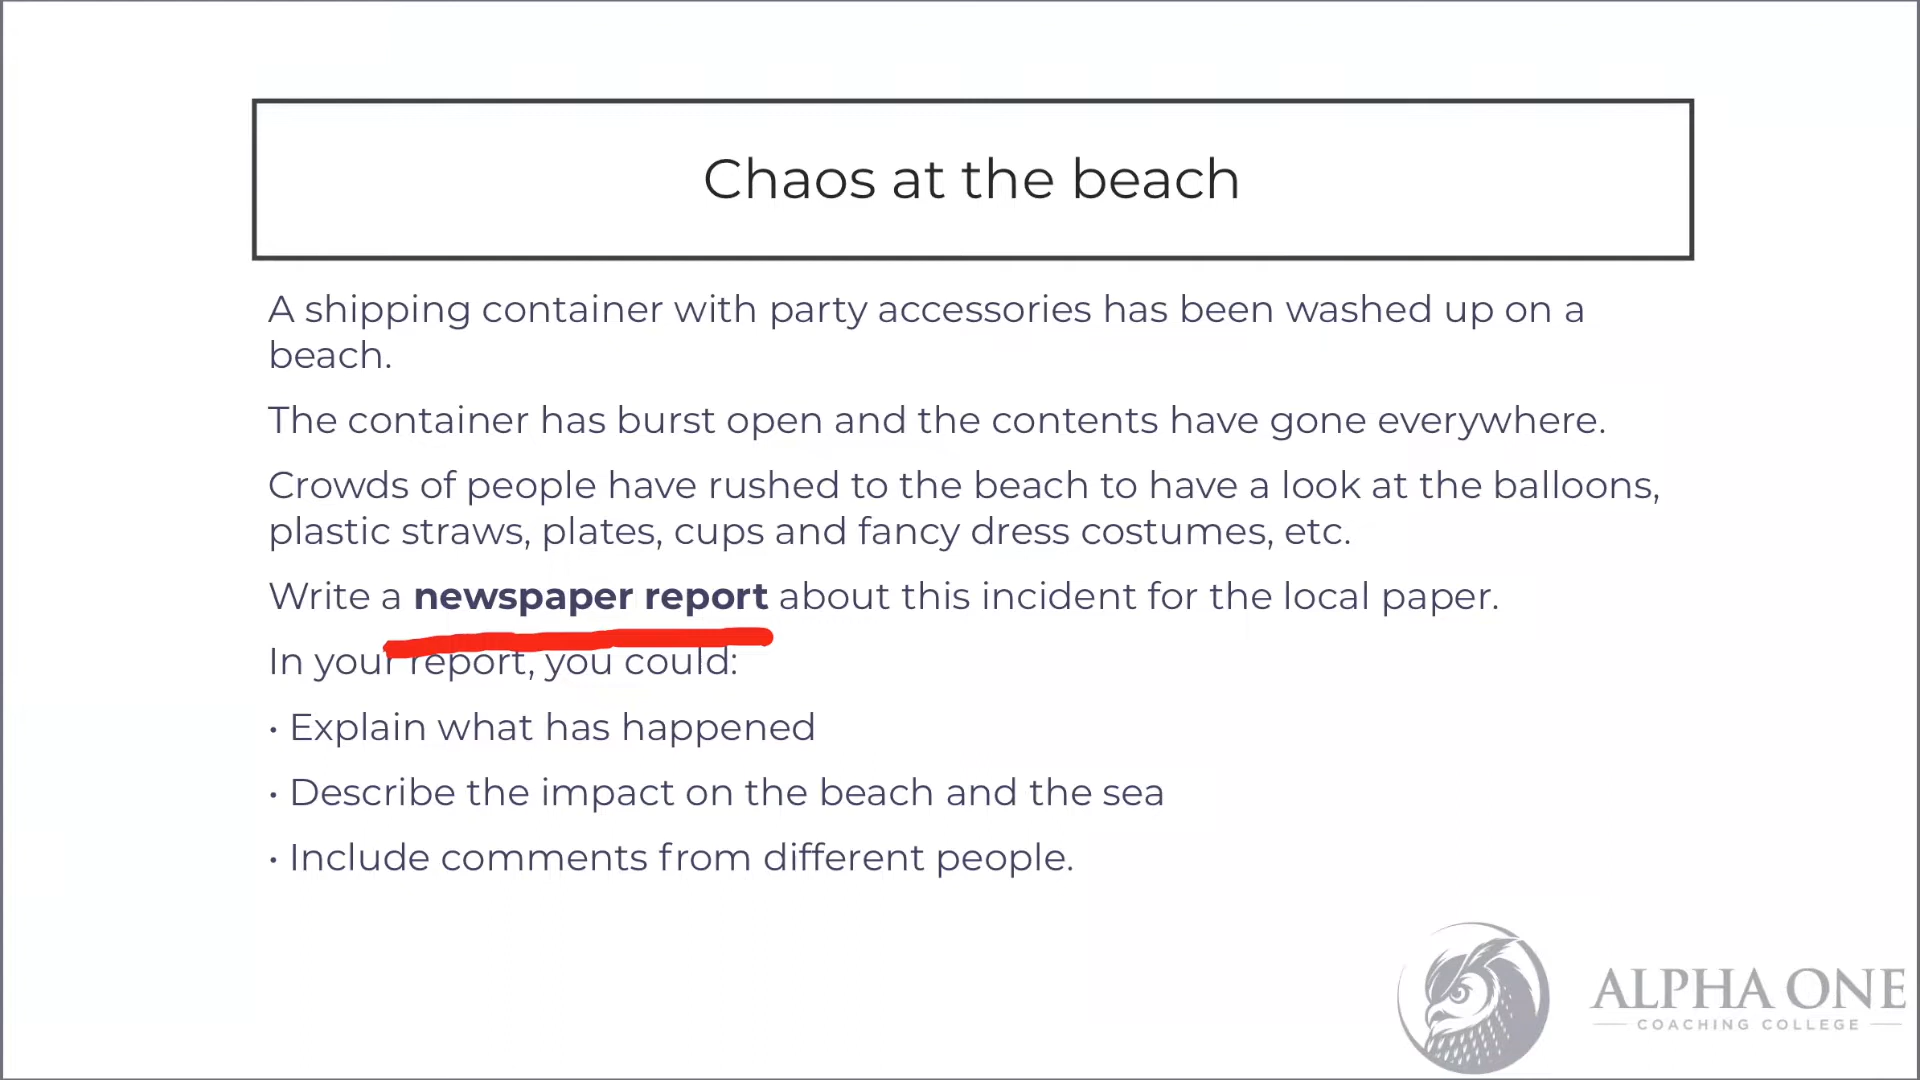 Chaos at the beach
A shipping container with party accessories has been washed up on a
beach.
The container has burst open and the contents have gone everywhere.
Crowds of people have rushed to the beach to have a look at the balloons,
plastic straws, plates, cups and fancy dress costumes, etc.
Write a newspaper report about this incident for the local paper.
In your report, you could:
• Explain what has happened
• Describe the impact on the beach and the sea
• Include comments from different people.
ALPHA ONE
COACHING COLLEGE